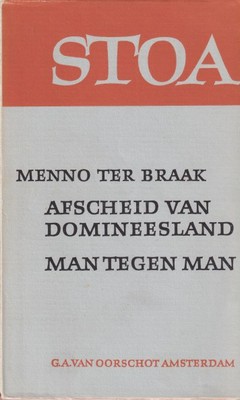 STOA
MENNO TER BRAAK
AFSCHEID VAN
DOMINEESLAND
MAN TEGEN MAN
G.A. VAN OORSCHOT AMSTERDAM